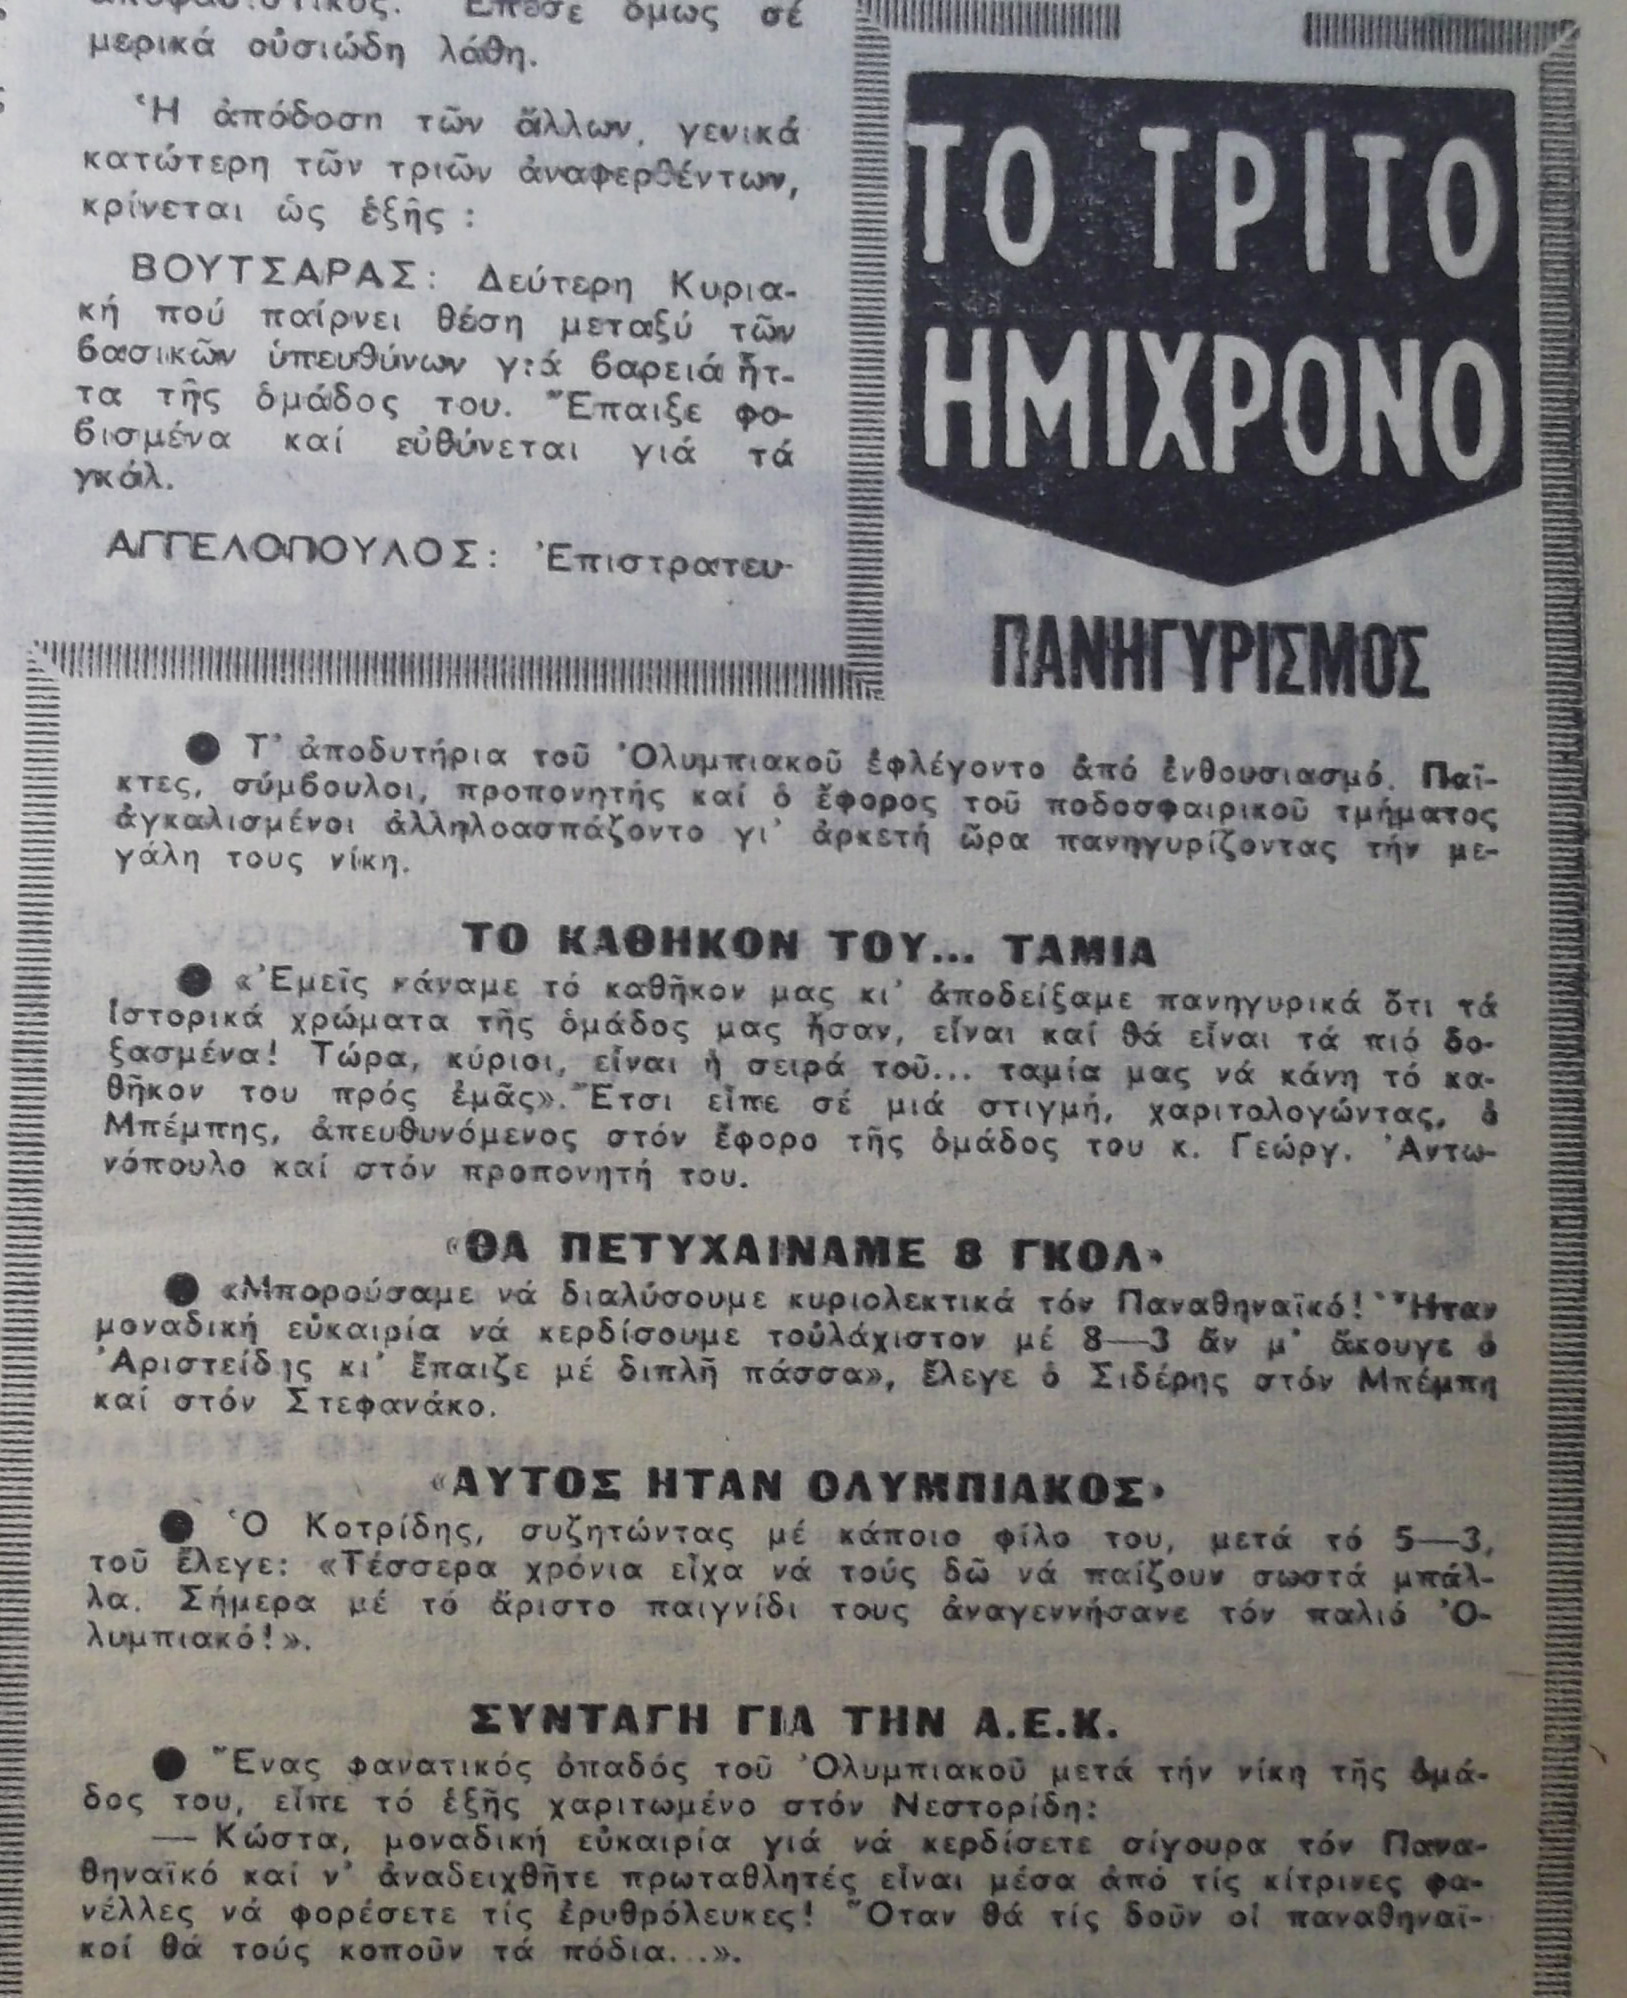 ὅμως σέ
μερικά οὐσιώδη λάθη.
Ἡ ἀπόδοση τῶν ἄλλων, γενικά
κατώτερη τῶν τριῶν ἀναφερθέντων,
κρίνεται ὡς ἑξῆς :
ΒΟΥΤΣΑΡΑΣ: Δεύτερη Κυρια-
κή πού παίρνει θέση μεταξύ τῶν
βασικῶν ὑπευθύνων γιά βαρειά ἥτ-
τα τῆς ὁμάδος του. Ἔπαιξε φο-
βισμένα καί εὐθύνεται γιά τά
γκόλ.
ΑΓΓΕΛΟΠΟΥΛΟΣ: Ἐπιστρατευ-
ΤΟ ΤΡΙΤΟ
ΗΜΙΧΡΟΝΟ
ΠΑΝΗΓΥΡΙΣΜΟΣ
● Τ' ἀποδυτήρια τοῦ Ὀλυμπιακοῦ ἐφλέγοντο ἀπό ἐνθουσιασμό. Παῖ-
κτες, σύμβουλοι, προπονητής καί ὁ ἔφορος τοῦ ποδοσφαιρικοῦ τμήματος
ἀγκαλισμένοι ἀλληλοασπάζοντο γι' ἀρκετή ὥρα πανηγυρίζοντας τήν με-
γάλη τους νίκη.
ΤΟ ΚΑΘΗΚΟΝ ΤΟΥ... ΤΑΜΙΑ
● «Ἐμεῖς κάναμε τό καθῆκον μας κι' ἀποδείξαμε πανηγυρικά ὅτι τά
ἱστορικά χρώματα τῆς ὁμάδος μας ἦσαν, εἶναι καί θά εἶναι τά πιό δο-
ξασμένα! Τώρα, κύριοι, εἶναι ἡ σειρά τοῦ... ταμία μας νά κάνη τό κα-
θῆκον του πρός ἐμᾶς». Ἔτσι εἶπε σέ μιά στιγμή, χαριτολογώντας, ὁ
Μπέμπης, ἀπευθυνόμενος στόν ἔφορο τῆς ὁμάδος του κ. Γεώργ. Ἀντω-
νόπουλο καί στόν προπονητή του.
«ΘΑ ΠΕΤΥΧΑΙΝΑΜΕ 8 ΓΚΟΛ»
● «Μπορούσαμε νά διαλύσουμε κυριολεκτικά τόν Παναθηναϊκό! Ἦταν
μοναδική εὐκαιρία νά κερδίσουμε τοὐλάχιστον μέ 8—3 ἄν μ' ἄκουγε ὁ
Ἀριστείδης κι' ἔπαιζε μέ διπλῆ πάσσα», ἔλεγε ὁ Σιδέρης στόν Μπέμπη
καί στόν Στεφανάκο.
«ΑΥΤΟΣ ΗΤΑΝ ΟΛΥΜΠΙΑΚΟΣ»
● Ὁ Κοτρίδης, συζητώντας μέ κάποιο φίλο του, μετά τό 5—3,
τοῦ ἔλεγε: «Τέσσερα χρόνια εἶχα νά τούς δῶ νά παίζουν σωστά μπάλ-
λα. Σήμερα μέ τό ἄριστο παιγνίδι τους ἀναγεννήσανε τόν παλιό Ὀ-
λυμπιακό!».
ΣΥΝΤΑΓΗ ΓΙΑ ΤΗΝ Α.Ε.Κ.
● Ἕνας φανατικός ὀπαδός τοῦ Ὀλυμπιακοῦ μετά τήν νίκη τῆς ὁμά-
δος του, εἶπε τό ἑξῆς χαριτωμένο στόν Νεστορίδη:
— Κώστα, μοναδική εὐκαιρία γιά νά κερδίσετε σίγουρα τόν Πανα-
θηναϊκό καί ν' ἀναδειχθῆτε πρωταθλητές εἶναι μέσα ἀπό τίς κίτρινες φα-
νέλλες νά φορέσετε τίς ἐρυθρόλευκες! Ὅταν θά τίς δοῦν οἱ παναθηναϊ-
κοί θά τούς κοποῦν τά πόδια...».